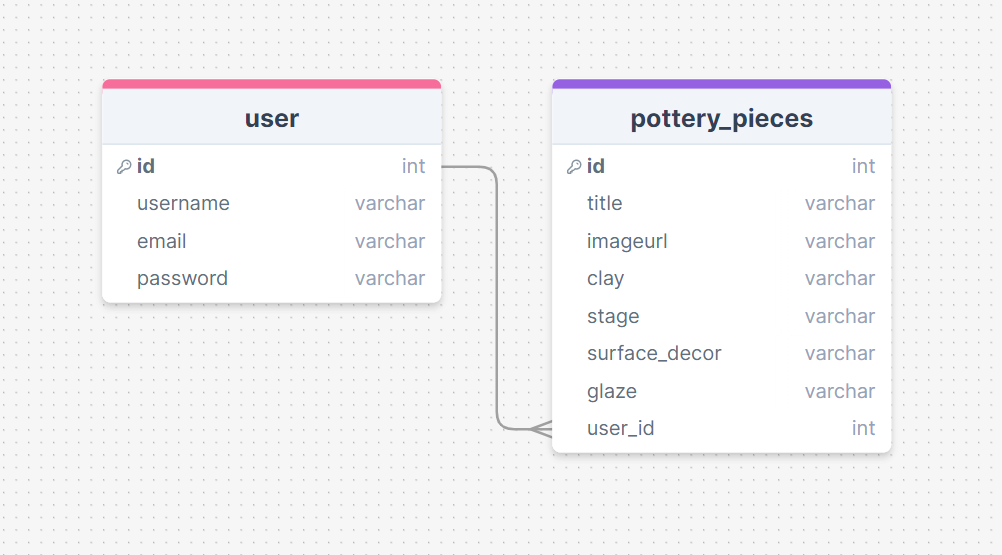 user
id int
username varchar
email varchar
password varchar
pottery_pieces
id int
title varchar
imageurl varchar
clay varchar
stage varchar
surface_decor varchar
glaze varchar
user_id int